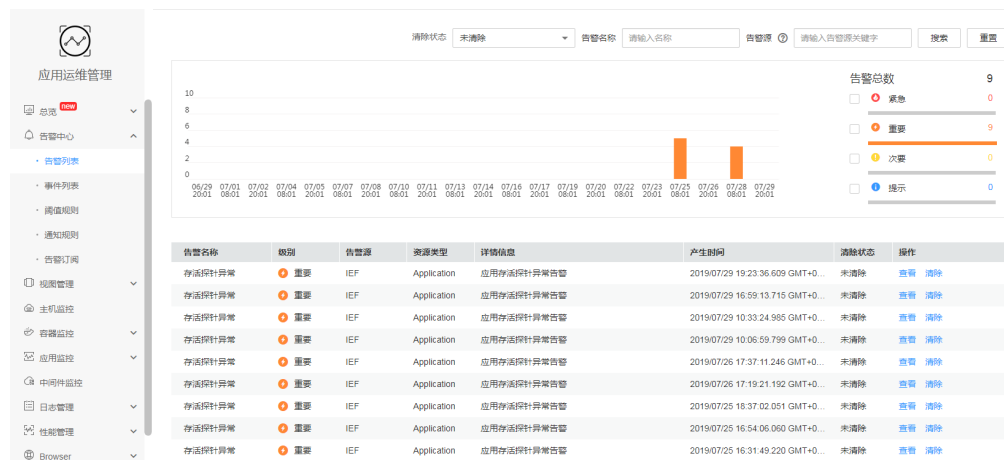 应用运维管理
总览 new
告警中心
告警列表
事件列表
阈值规则
通知规则
告警订阅
视图管理
主机监控
容器监控
应用监控
中间件监控
日志管理
性能管理
Browser
清除状态 未清除 告警名称 请输入名称 告警源 ? 请输入告警源关键字 搜索 重置
10
8
6
4
2
0
06/29 07/01 07/02 07/04 07/05 07/07 07/08 07/10 07/11 07/13 07/14 07/16 07/17 07/19 07/20 07/22 07/23 07/25 07/26 07/28 07/29
20:01 08:01 20:01 08:01 20:01 08:01 20:01 08:01 20:01 08:01 20:01 08:01 20:01 08:01 20:01 08:01 20:01 08:01 20:01 08:01 20:01
告警总数 9
紧急 0
重要 9
次要 0
提示 0
告警名称 级别 告警源 资源类型 详情信息 产生时间 清除状态 操作
存活探针异常 重要 IEF Application 应用存活探针异常告警 2019/07/29 19:23:36.609 GMT+0... 未清除 查看 清除
存活探针异常 重要 IEF Application 应用存活探针异常告警 2019/07/29 16:59:13.715 GMT+0... 未清除 查看 清除
存活探针异常 重要 IEF Application 应用存活探针异常告警 2019/07/29 10:33:24.985 GMT+0... 未清除 查看 清除
存活探针异常 重要 IEF Application 应用存活探针异常告警 2019/07/29 10:06:59.799 GMT+0... 未清除 查看 清除
存活探针异常 重要 IEF Application 应用存活探针异常告警 2019/07/26 17:37:11.246 GMT+0... 未清除 查看 清除
存活探针异常 重要 IEF Application 应用存活探针异常告警 2019/07/26 17:19:21.192 GMT+0... 未清除 查看 清除
存活探针异常 重要 IEF Application 应用存活探针异常告警 2019/07/25 18:37:02.051 GMT+0... 未清除 查看 清除
存活探针异常 重要 IEF Application 应用存活探针异常告警 2019/07/25 16:54:06.060 GMT+0... 未清除 查看 清除
存活探针异常 重要 IEF Application 应用存活探针异常告警 2019/07/25 16:31:49.220 GMT+0... 未清除 查看 清除